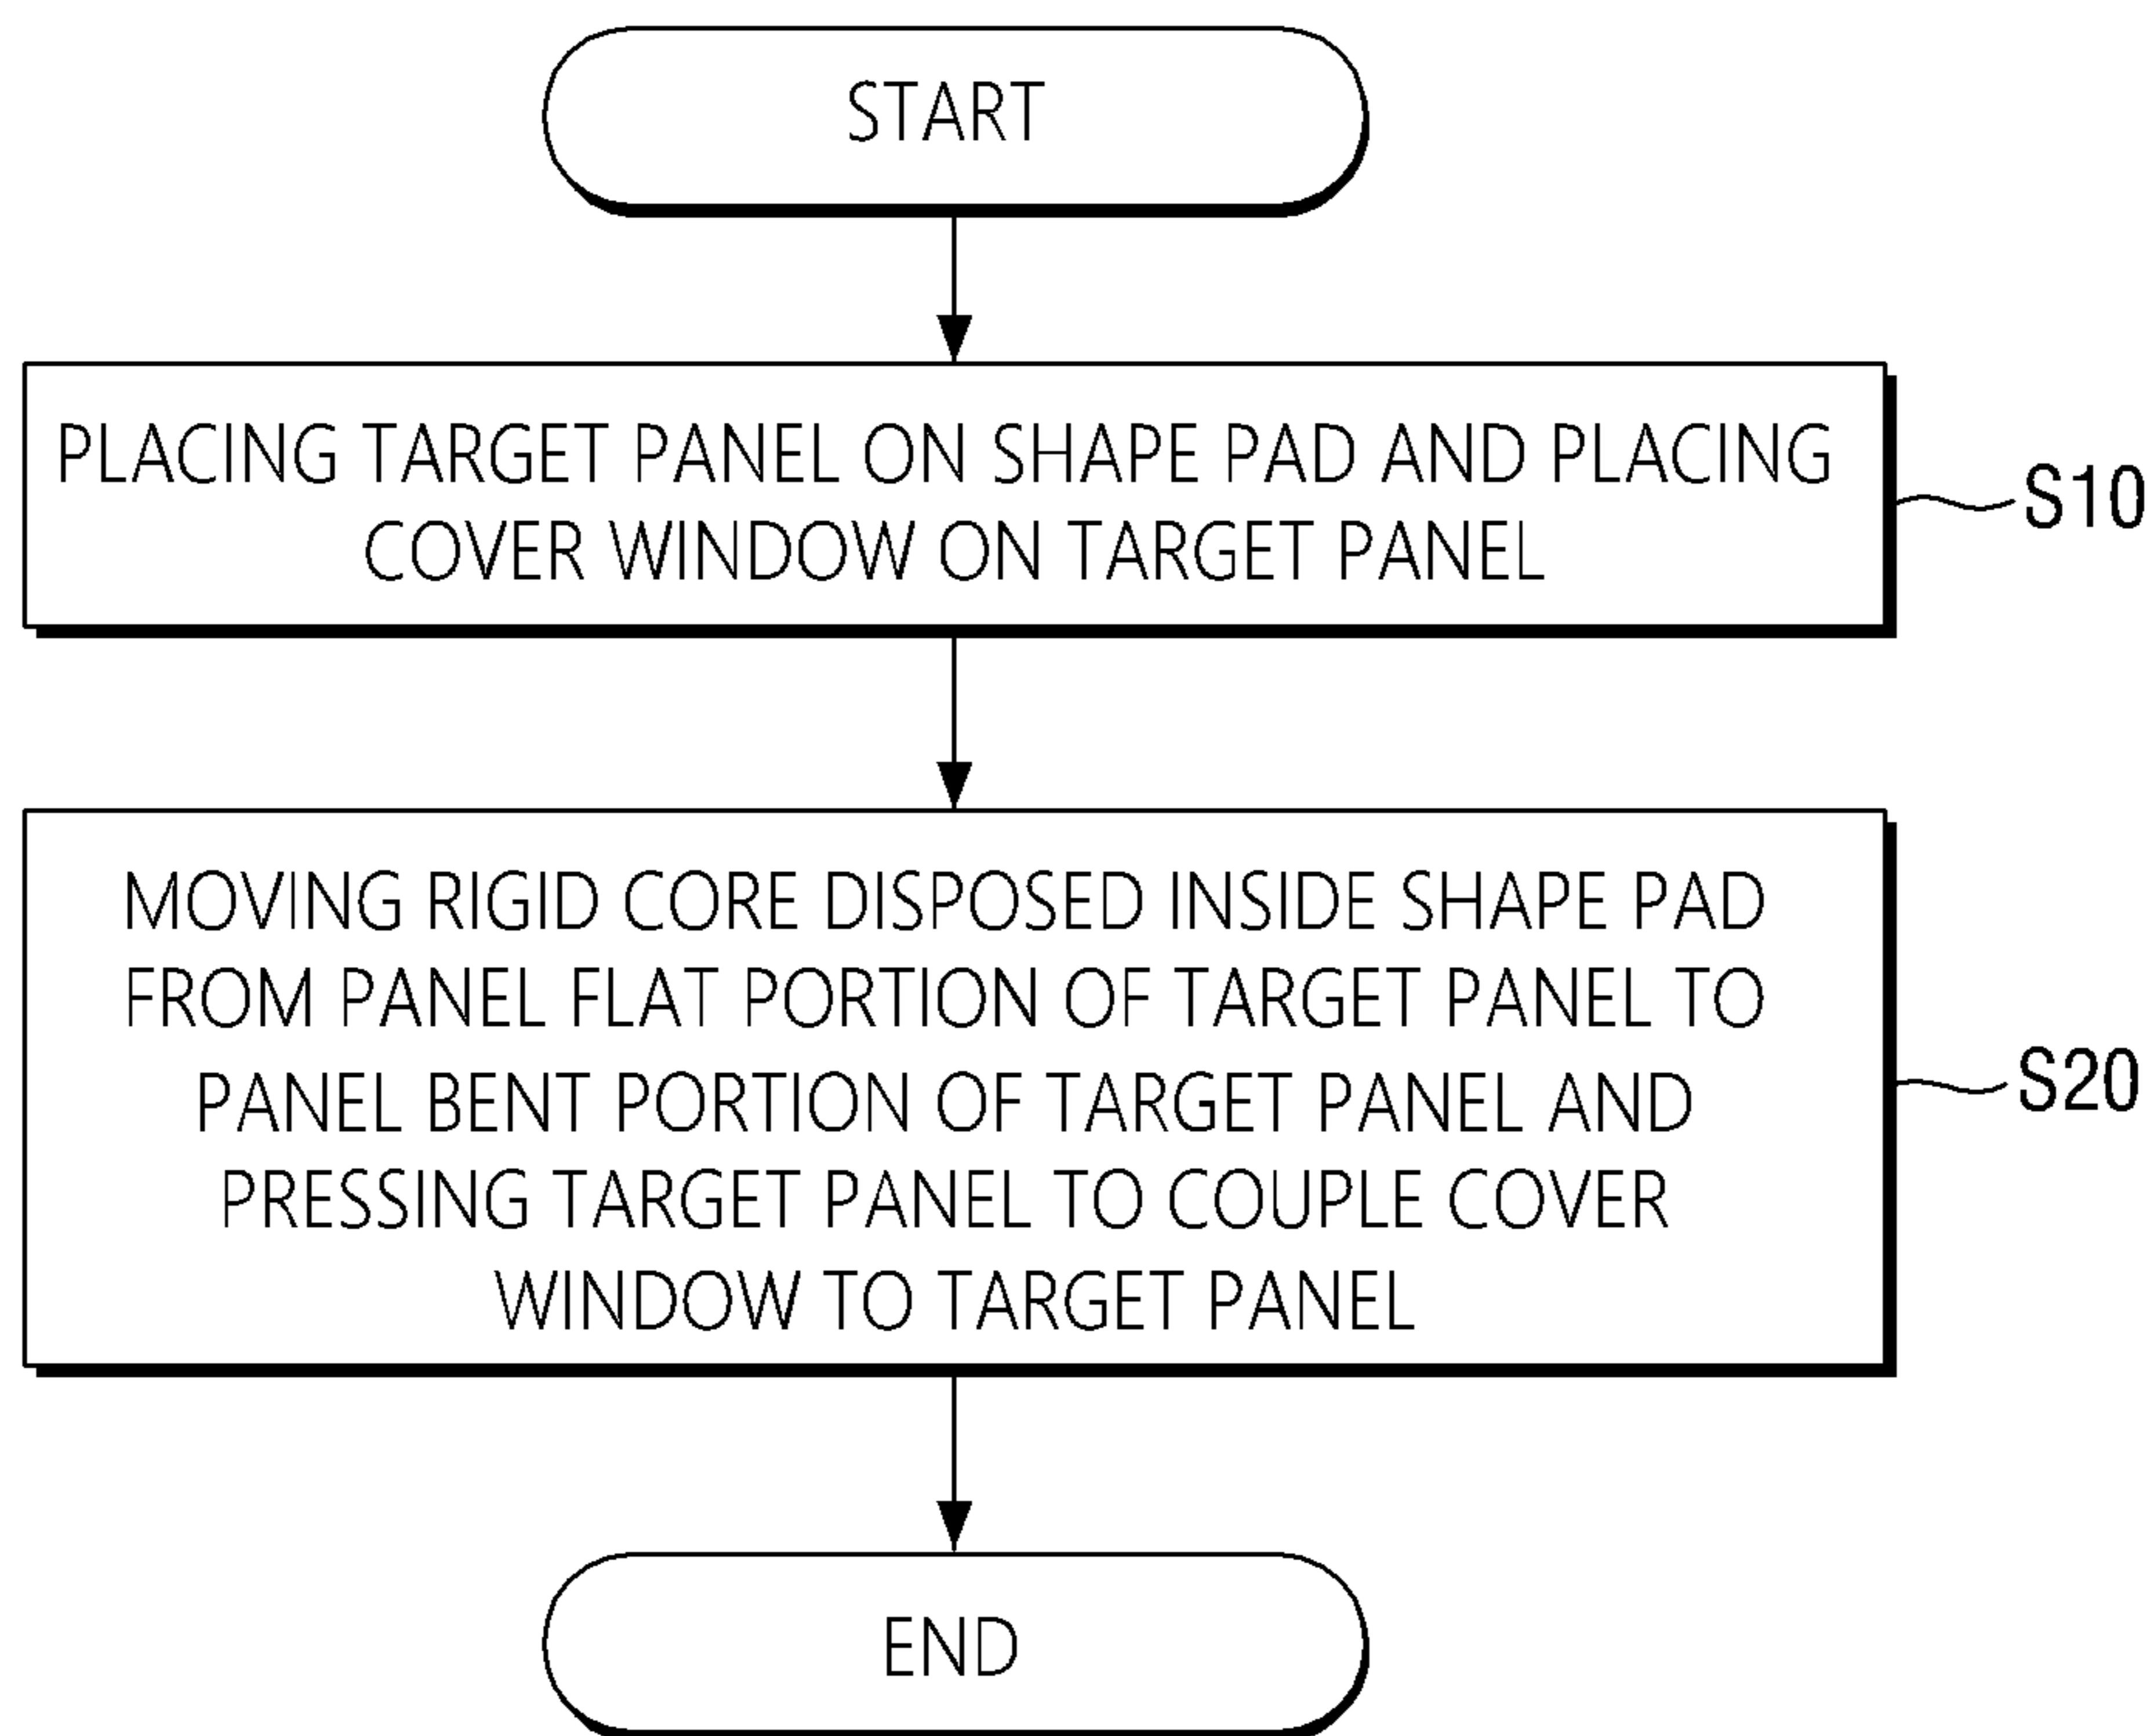 START
PLACING TARGET PANEL ON SHAPE PAD AND PLACING
COVER WINDOW ON TARGET PANEL
S10
MOVING RIGID CORE DISPOSED INSIDE SHAPE PAD
FROM PANEL FLAT PORTION OF TARGET PANEL TO
PANEL BENT PORTION OF TARGET PANEL AND
PRESSING TARGET PANEL TO COUPLE COVER
WINDOW TO TARGET PANEL
S20
END